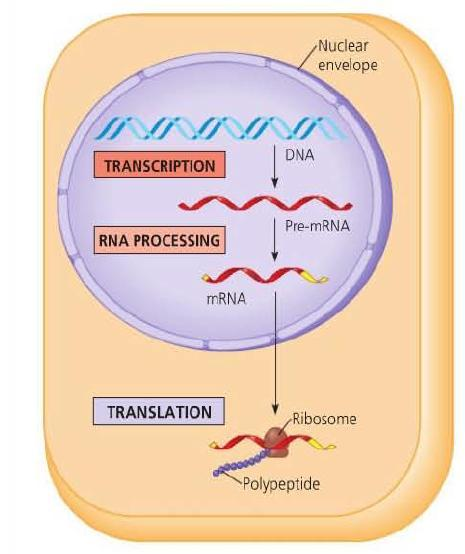 Nuclear
envelope
DNA
TRANSCRIPTION
Pre-mRNA
RNA PROCESSING
mRNA
TRANSLATION
Ribosome
Polypeptide